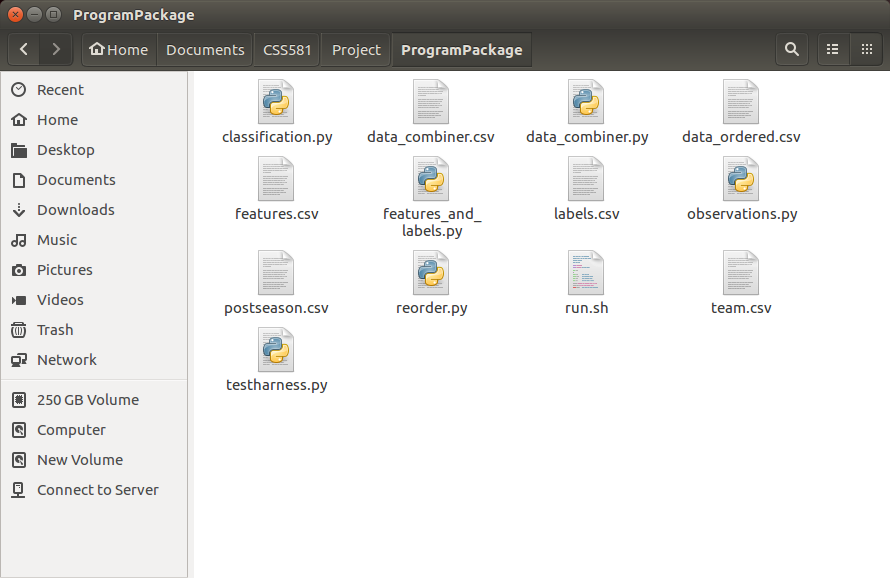 ProgramPackage
Home Documents CSS581 Project ProgramPackage
Recent
Home
Desktop
Documents
Downloads
Music
Pictures
Videos
Trash
Network
250 GB Volume
Computer
New Volume
Connect to Server
classification.py data_combiner.csv data_combiner.py data_ordered.csv
features.csv features_and_ labels.csv observations.py
labels.py
postseason.csv reorder.py run.sh team.csv
testharness.py